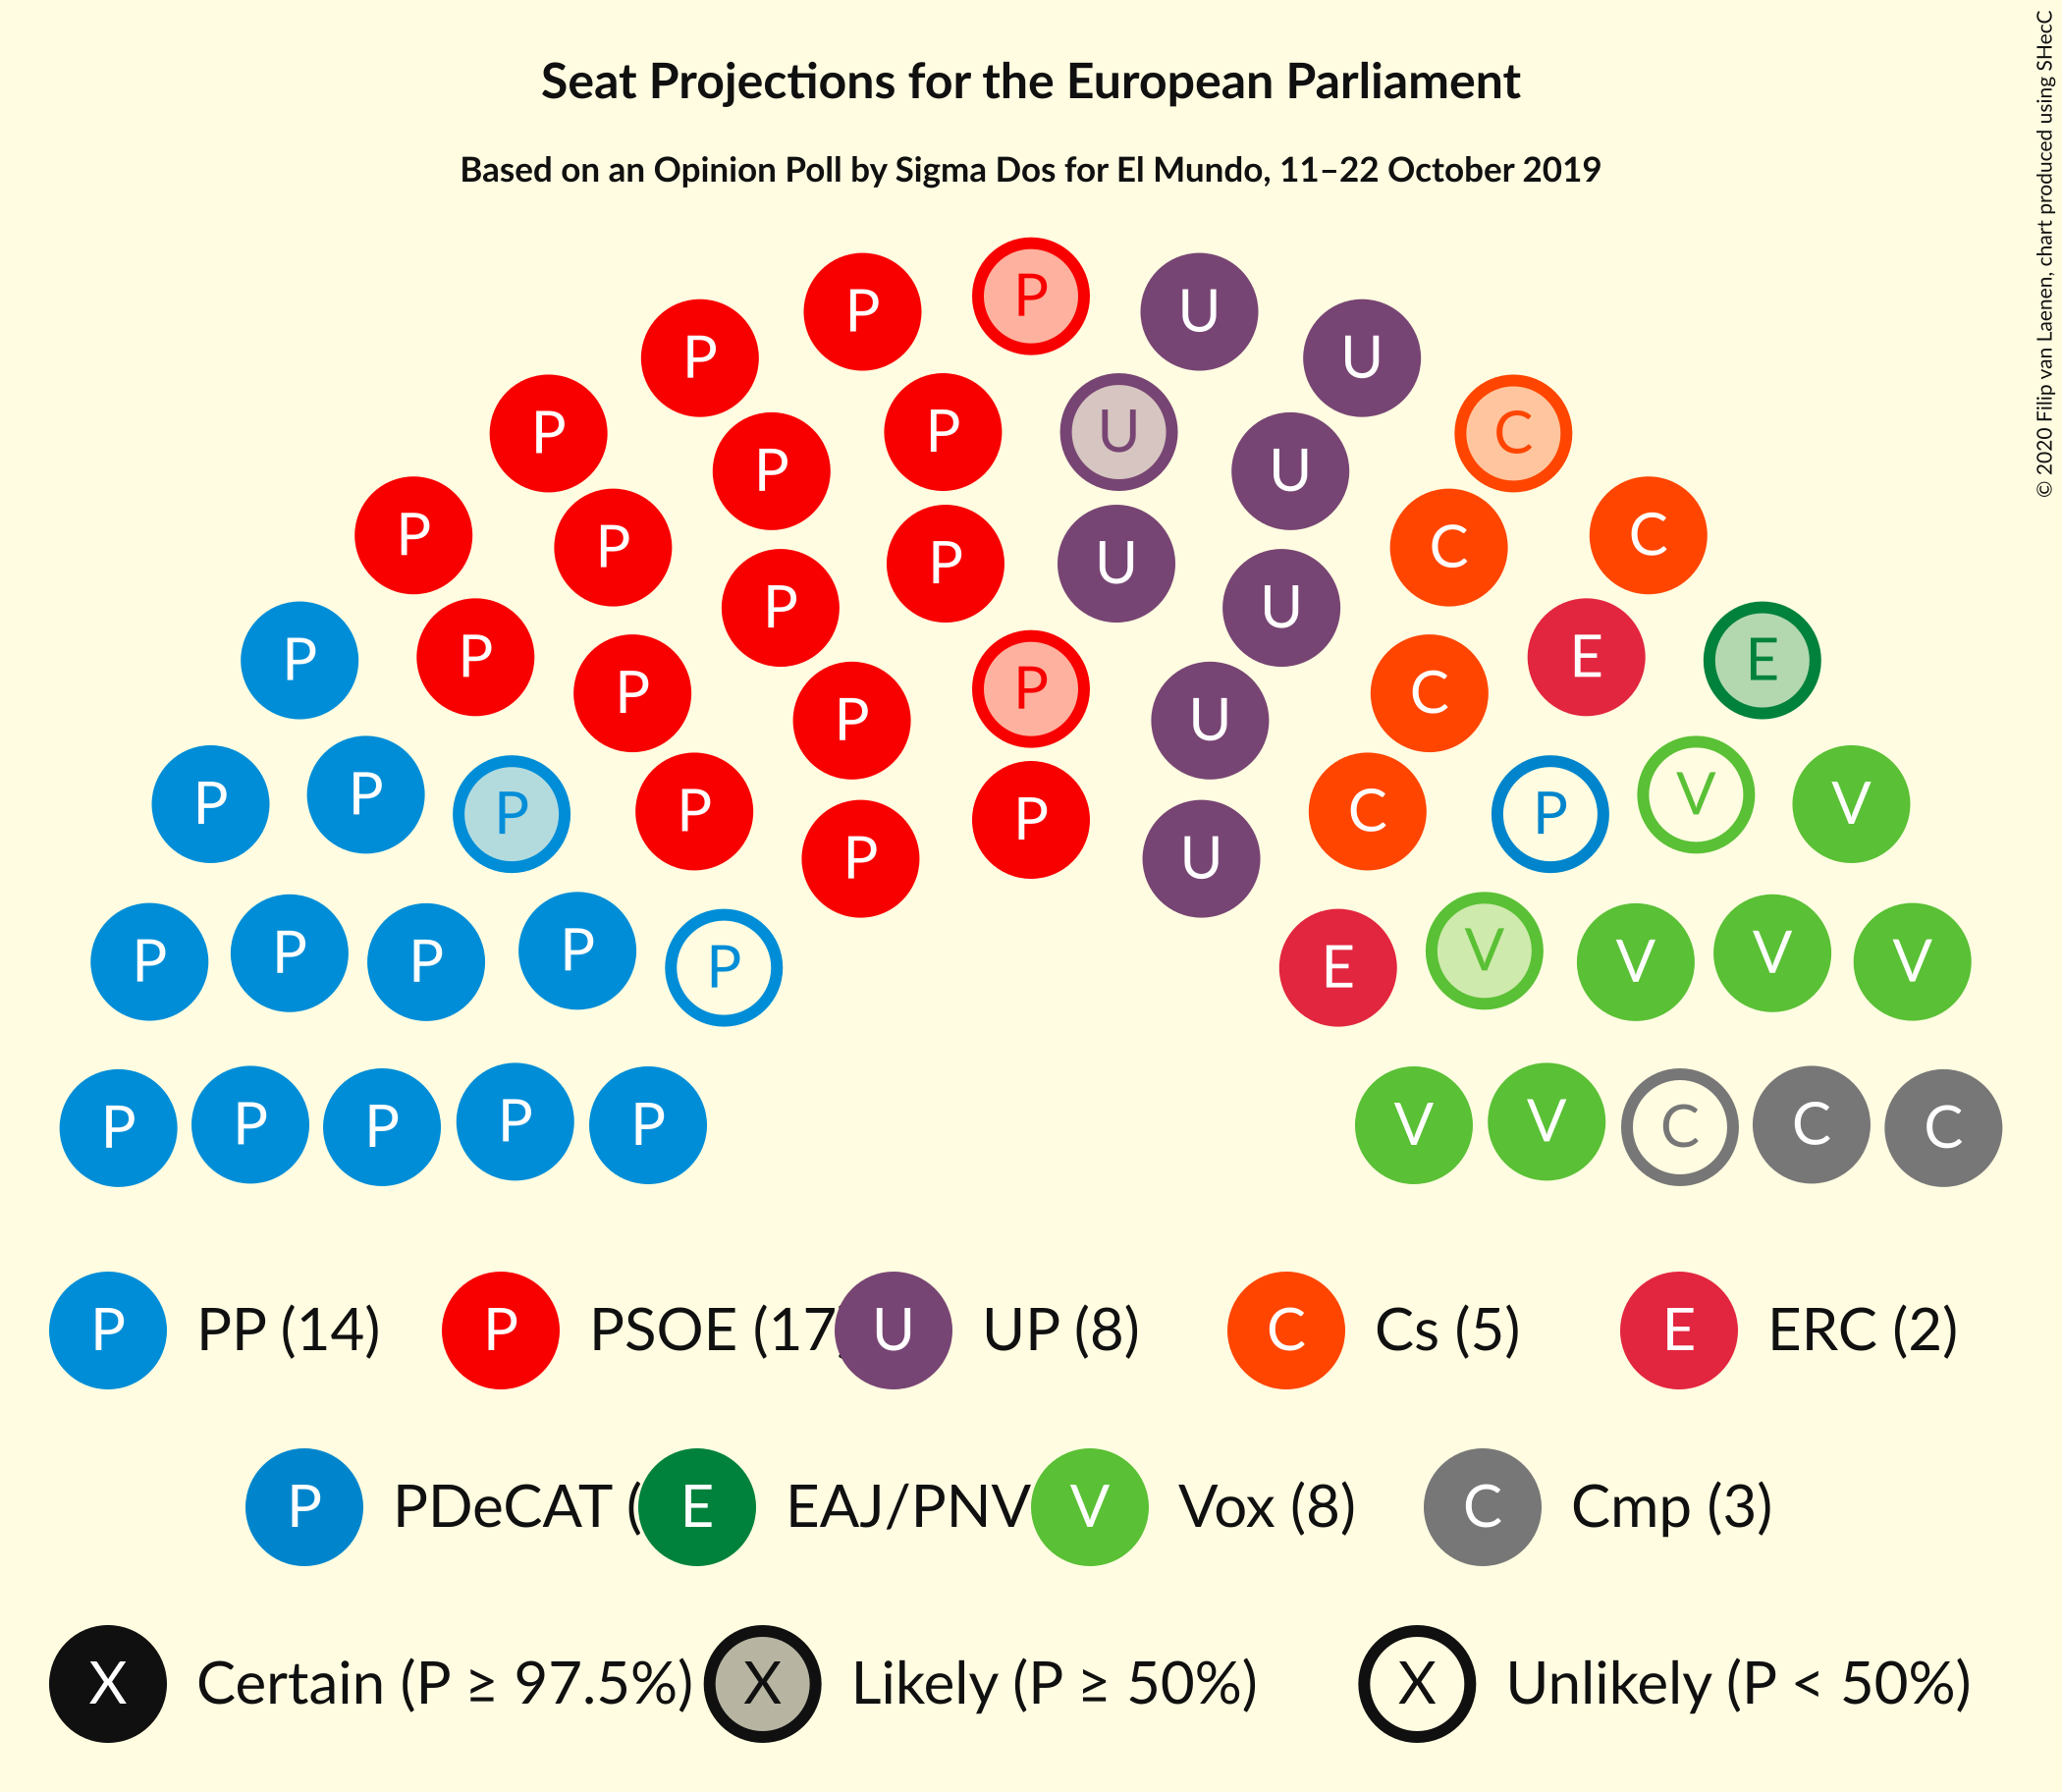 Seat Projections for the European Parliament
Based on an Opinion Poll by Sigma Dos for El Mundo, 11–22 October 2019
© 2020 Filip van Laenen, chart produced using SHecC
P
P P
P U
U
P P U U
P C
P P U
P P C C
P P U
P P E E
P P C
P P U
P P P P P C P V V
P U
P P P P P E V V V V
P P P P P V V C C C
P PP (14) P PSOE (17 U UP (8) C Cs (5) E ERC (2)
P PDeCAT ( E EAJ/PNV V Vox (8) C Cmp (3)
X Certain (P ≥ 97.5%) X Likely (P ≥ 50%) X Unlikely (P < 50%)